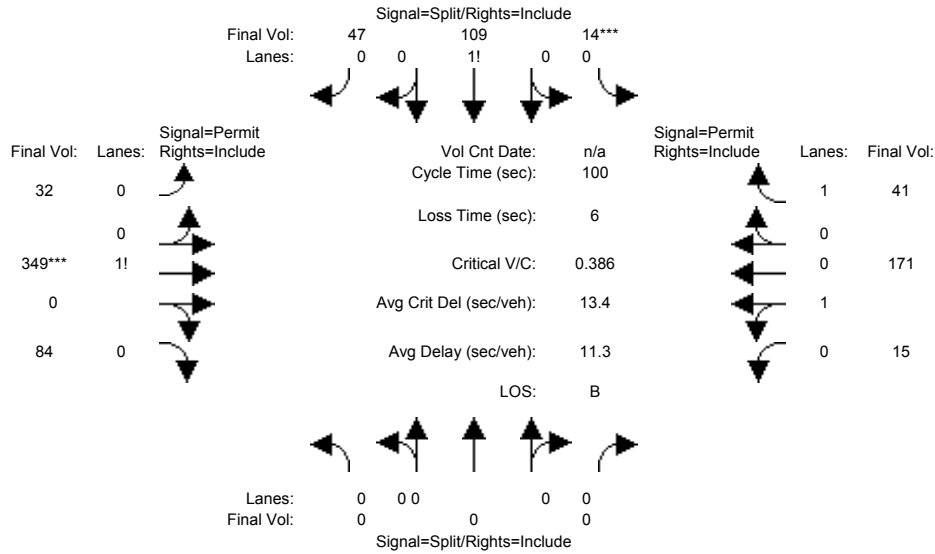 Signal=Split/Rights=Include
Final Vol: 47 109 14***
Lanes: 0 0 1! 0 0
Signal=Permit Signal=Permit
Final Vol: Lanes: Rights=Include Vol Cnt Date: n/a Rights=Include Lanes: Final Vol:
Cycle Time (sec): 100
32 0 1 41
Loss Time (sec): 6
0 0
349*** 1! Critical V/C: 0.386 0 171
0 0 Avg Crit Del (sec/veh): 13.4 1
84 0 Avg Delay (sec/veh): 11.3 0 15
LOS: B
Lanes: 0 0 0 0 0
Final Vol: 0 0 0
Signal=Split/Rights=Include